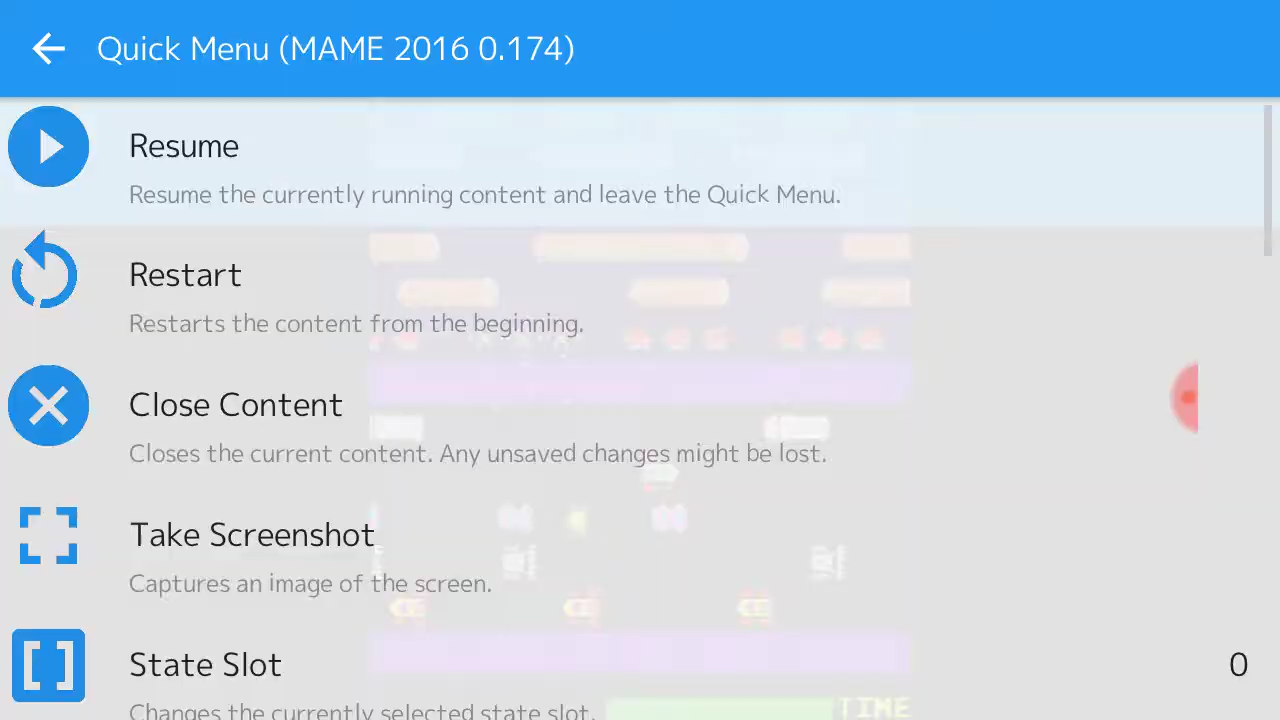 Quick Menu (MAME 2016 0.174)
Resume
Resume the currently running content and leave the Quick Menu.
Restart
Restarts the content from the beginning.
Close Content
Closes the current content. Any unsaved changes might be lost.
Take Screenshot
Captures an image of the screen.
State Slot 0
Changes the currently selected state slot.
TIME